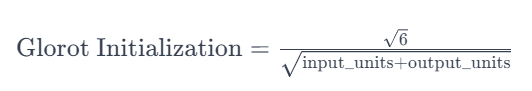 Glorot Initialization = √6 / √(input_units+output_units)